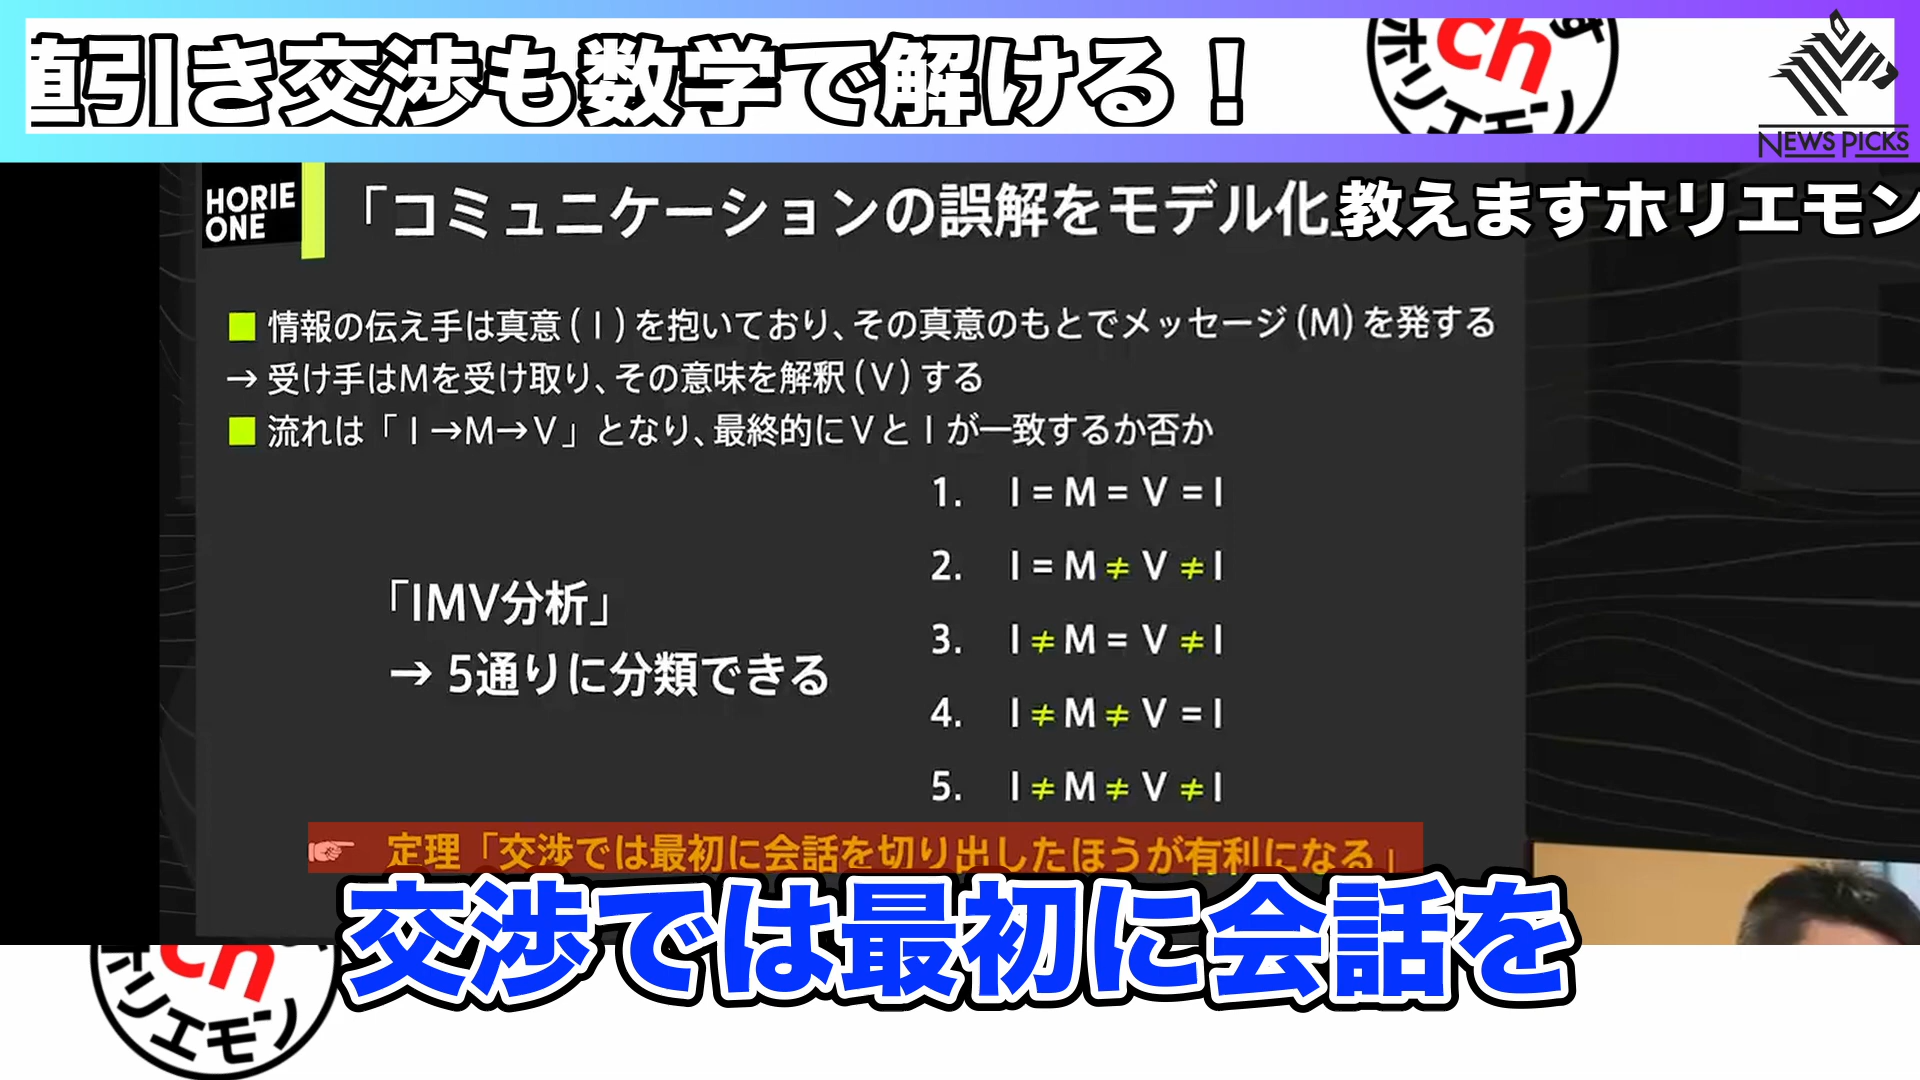 値引き交渉も数学で解ける！
ch
ホリエモン
NEWS PICKS
HORIE
ONE
「コミュニケーションの誤解をモデル化」
教えますホリエモン
■ 情報の伝え手は真意(I)を抱いており、その真意のもとでメッセージ(M)を発する
→ 受け手はMを受け取り、その意味を解釈(V)する
■ 流れは「I→M→V」となり、最終的にVとIが一致するか否か
1. I = M = V = I
2. I = M ≠ V ≠ I
3. I ≠ M = V ≠ I
4. I ≠ M ≠ V = I
5. I ≠ M ≠ V ≠ I
「IMV分析」
→ 5通りに分類できる
☞ 定理「交渉では最初に会話を切り出したほうが有利になる」
交渉では最初に会話を
ch
ホリエモン